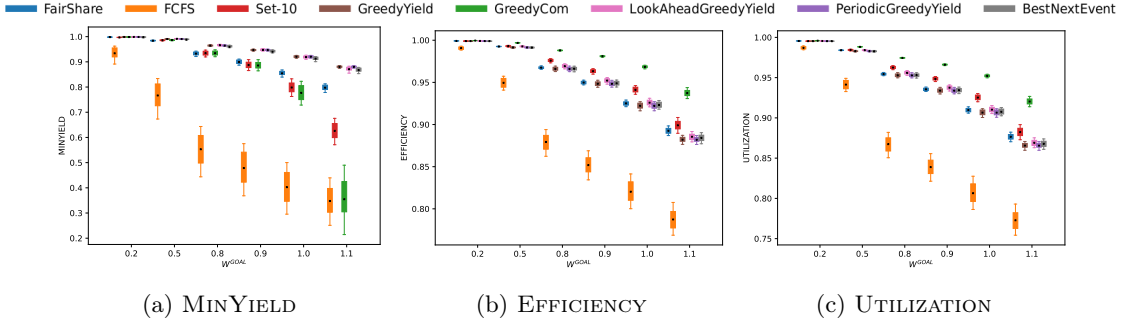 FairShare FCFS Set-10 GreedyYield GreedyCom LookAheadGreedyYield PeriodicGreedyYield BestNextEvent
1.0
0.9
0.8
0.7
0.6
0.5
0.4
0.3
0.2
MINYIELD
0.2 0.5 0.8 0.9 1.0 1.1
W^GOAL
(a) MINYIELD
1.00
0.95
0.90
0.85
0.80
EFFICIENCY
0.2 0.5 0.8 0.9 1.0 1.1
W^GOAL
(b) EFFICIENCY
1.00
0.95
0.90
0.85
0.80
0.75
UTILIZATION
0.2 0.5 0.8 0.9 1.0 1.1
W^GOAL
(c) UTILIZATION